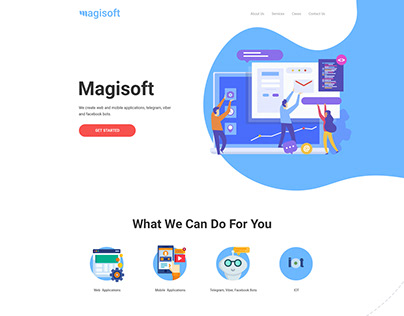 magisoft
About Us Services Cases Contact Us
Magisoft
We create web and mobile applications, telegram, viber
and facebook bots.
GET STARTED
What We Can Do For You
Web Applications
Mobile Applications
Telegram, Viber, Facebook Bots